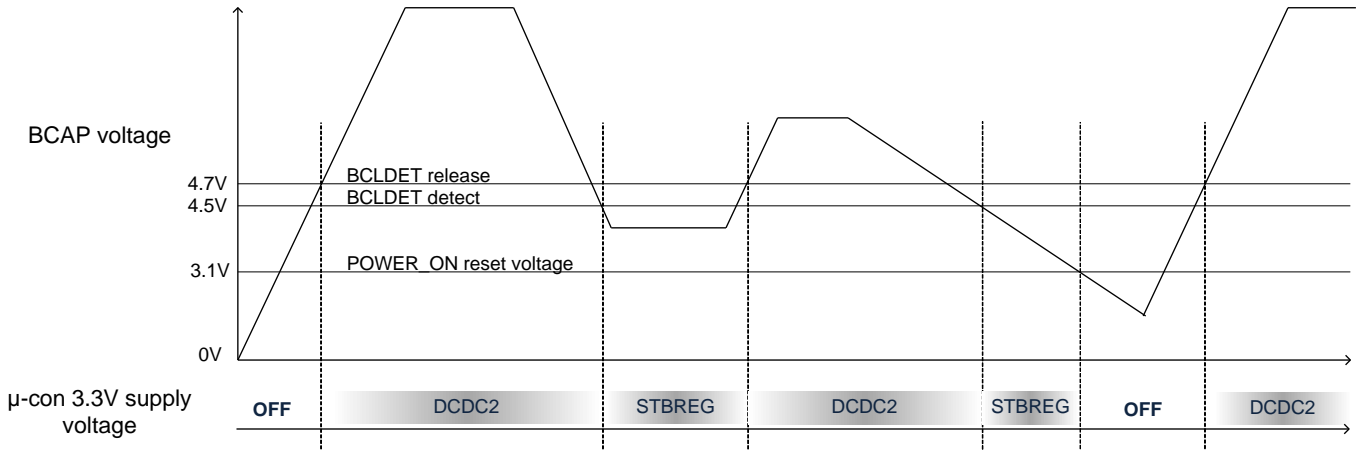 BCAP voltage
4.7V
BCLDET release
4.5V
BCLDET detect
3.1V
POWER_ON reset voltage
0V
μ-con 3.3V supply
voltage
OFF
DCDC2
STBREG
DCDC2
STBREG
OFF
DCDC2